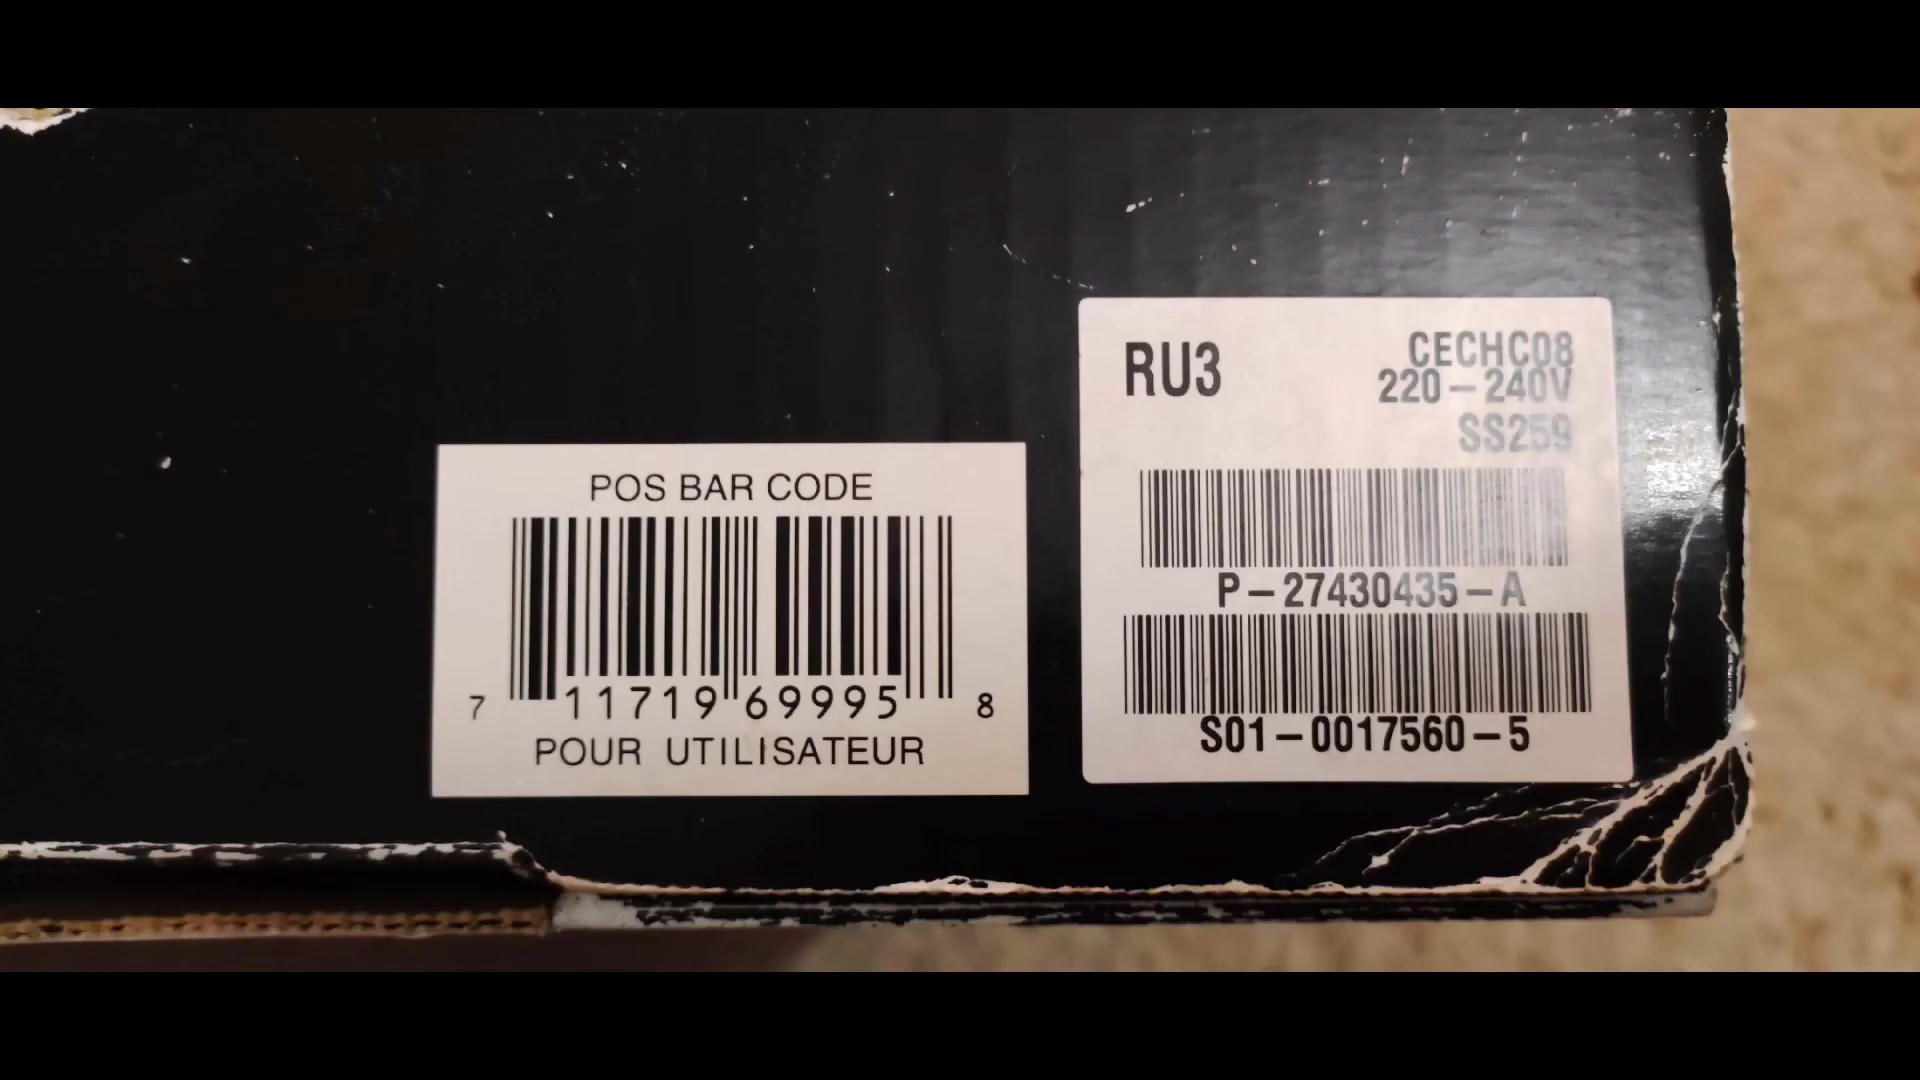 RU3
CECHC08
220-240V
SS259
P-27430435-A
S01-0017560-5
POS BAR CODE
7 11719 69995 8
POUR UTILISATEUR